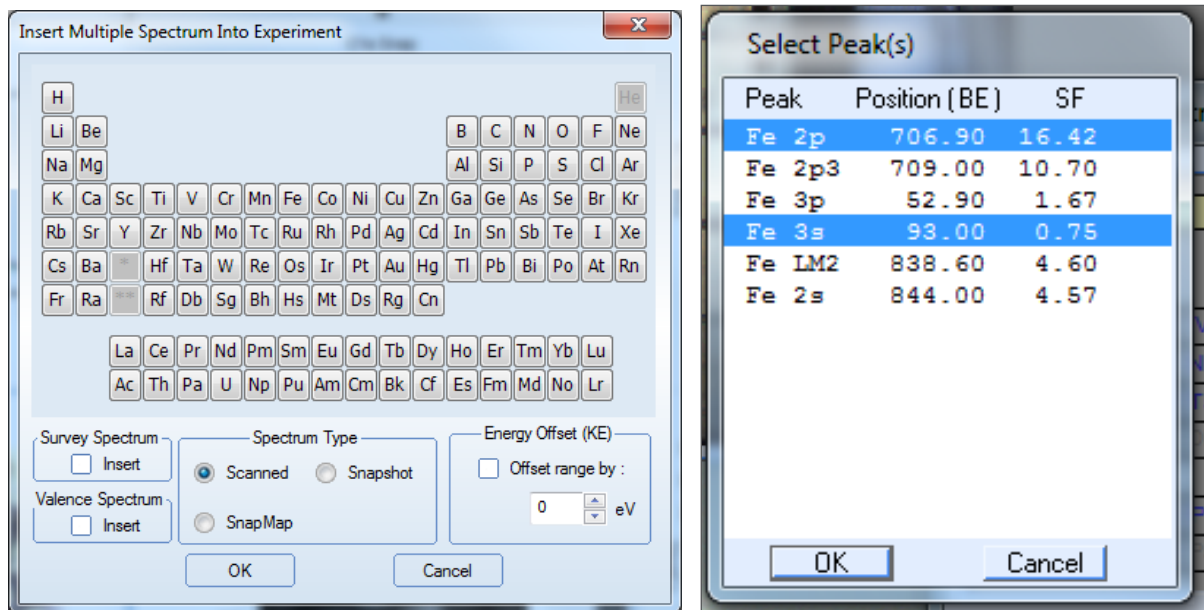 Insert Multiple Spectrum Into Experiment
H He
Li Be B C N O F Ne
Na Mg Al Si P S Cl Ar
K Ca Sc Ti V Cr Mn Fe Co Ni Cu Zn Ga Ge As Se Br Kr
Rb Sr Y Zr Nb Mo Tc Ru Rh Pd Ag Cd In Sn Sb Te I Xe
Cs Ba * Hf Ta W Re Os Ir Pt Au Hg Tl Pb Bi Po At Rn
Fr Ra ** Rf Db Sg Bh Hs Mt Ds Rg Cn
La Ce Pr Nd Pm Sm Eu Gd Tb Dy Ho Er Tm Yb Lu
Ac Th Pa U Np Pu Am Cm Bk Cf Es Fm Md No Lr
Survey Spectrum
Insert
Valence Spectrum
Insert
Spectrum Type
Scanned Snapshot
SnapMap
Energy Offset (KE)
Offset range by :
0 eV
OK Cancel
Select Peak(s)
Peak Position (BE) SF
Fe 2p 706.90 16.42
Fe 2p3 709.00 10.70
Fe 3p 52.90 1.67
Fe 3s 93.00 0.75
Fe LM2 838.60 4.60
Fe 2s 844.00 4.57
OK Cancel